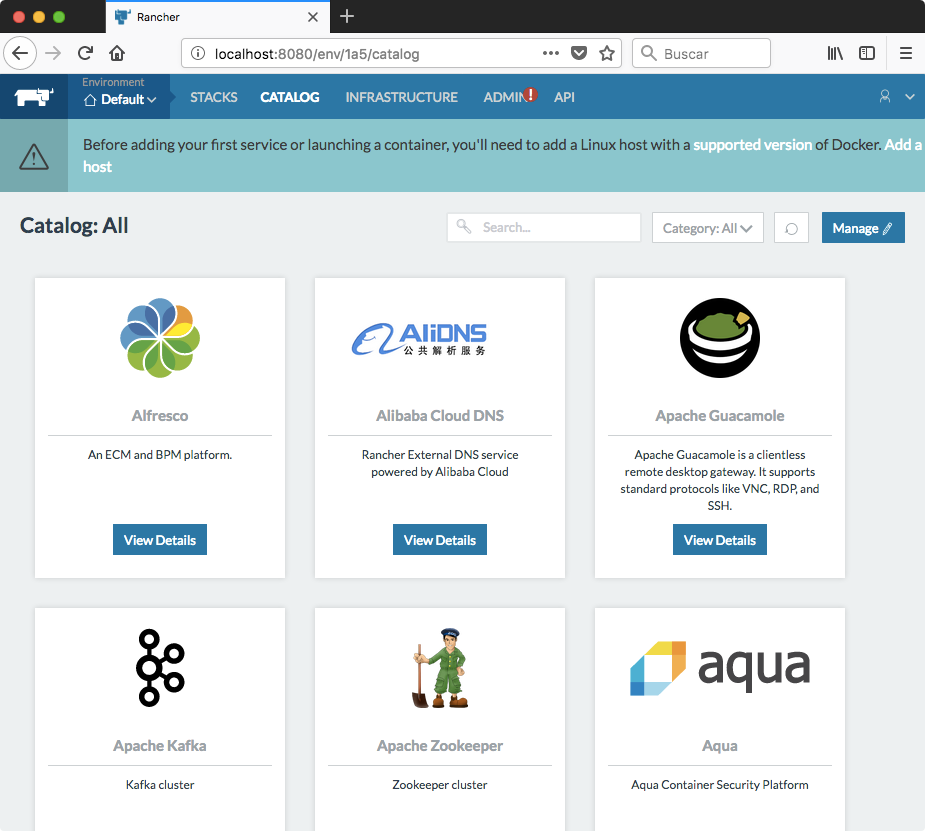 Rancher
localhost:8080/env/1a5/catalog
Buscar
Environment
Default
STACKS
CATALOG
INFRASTRUCTURE
ADMIN
!
API
Before adding your first service or launching a container, you'll need to add a Linux host with a supported version of Docker. Add a
host
Catalog: All
Search...
Category: All
Manage
AliDNS
公共解析服务
Alfresco
Alibaba Cloud DNS
Apache Guacamole
An ECM and BPM platform.
Rancher External DNS service
powered by Alibaba Cloud
Apache Guacamole is a clientless
remote desktop gateway. It supports
standard protocols like VNC, RDP, and
SSH.
View Details
View Details
View Details
aqua
Apache Kafka
Apache Zookeeper
Aqua
Kafka cluster
Zookeeper cluster
Aqua Container Security Platform